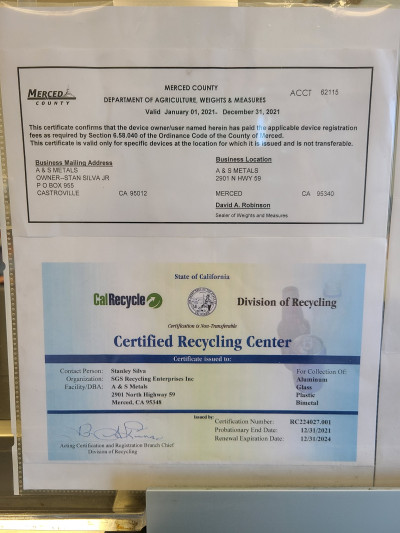 MERCED
COUNTY
MERCED COUNTY
DEPARTMENT OF AGRICULTURE, WEIGHTS & MEASURES
ACCT 62115
Valid January 01, 2021- December 31, 2021
This certificate confirms that the device owner/user named herein has paid the applicable device registration
fees as required by Section 6.58.040 of the Ordinance Code of the County of Merced.
This certificate is valid only for specific devices at the location for which it is issued and is not transferable.
Business Mailing Address
A & S METALS
OWNER--STAN SILVA JR
P O BOX 955
CASTROVILLE CA 95012
Business Location
A & S METALS
2901 N HWY 59
MERCED CA 95340
David A. Robinson
Sealer of Weights and Measures
State of California
CalRecycle
Division of Recycling
Certification is Non-Transferable
Certified Recycling Center
Certificate issued to:
Contact Person: Stanley Silva
Organization: SGS Recycling Enterprises Inc
Facility/DBA: A & S Metals
2901 North Highway 59
Merced, CA 95348
For Collection OF:
Aluminum
Glass
Plastic
Bimetal
Issued by:
Certification Number: RC224027.001
Probationary End Date: 12/31/2021
Renewal Expiration Date: 12/31/2024
Acting Certification and Registration Branch Chief
Division of Recycling